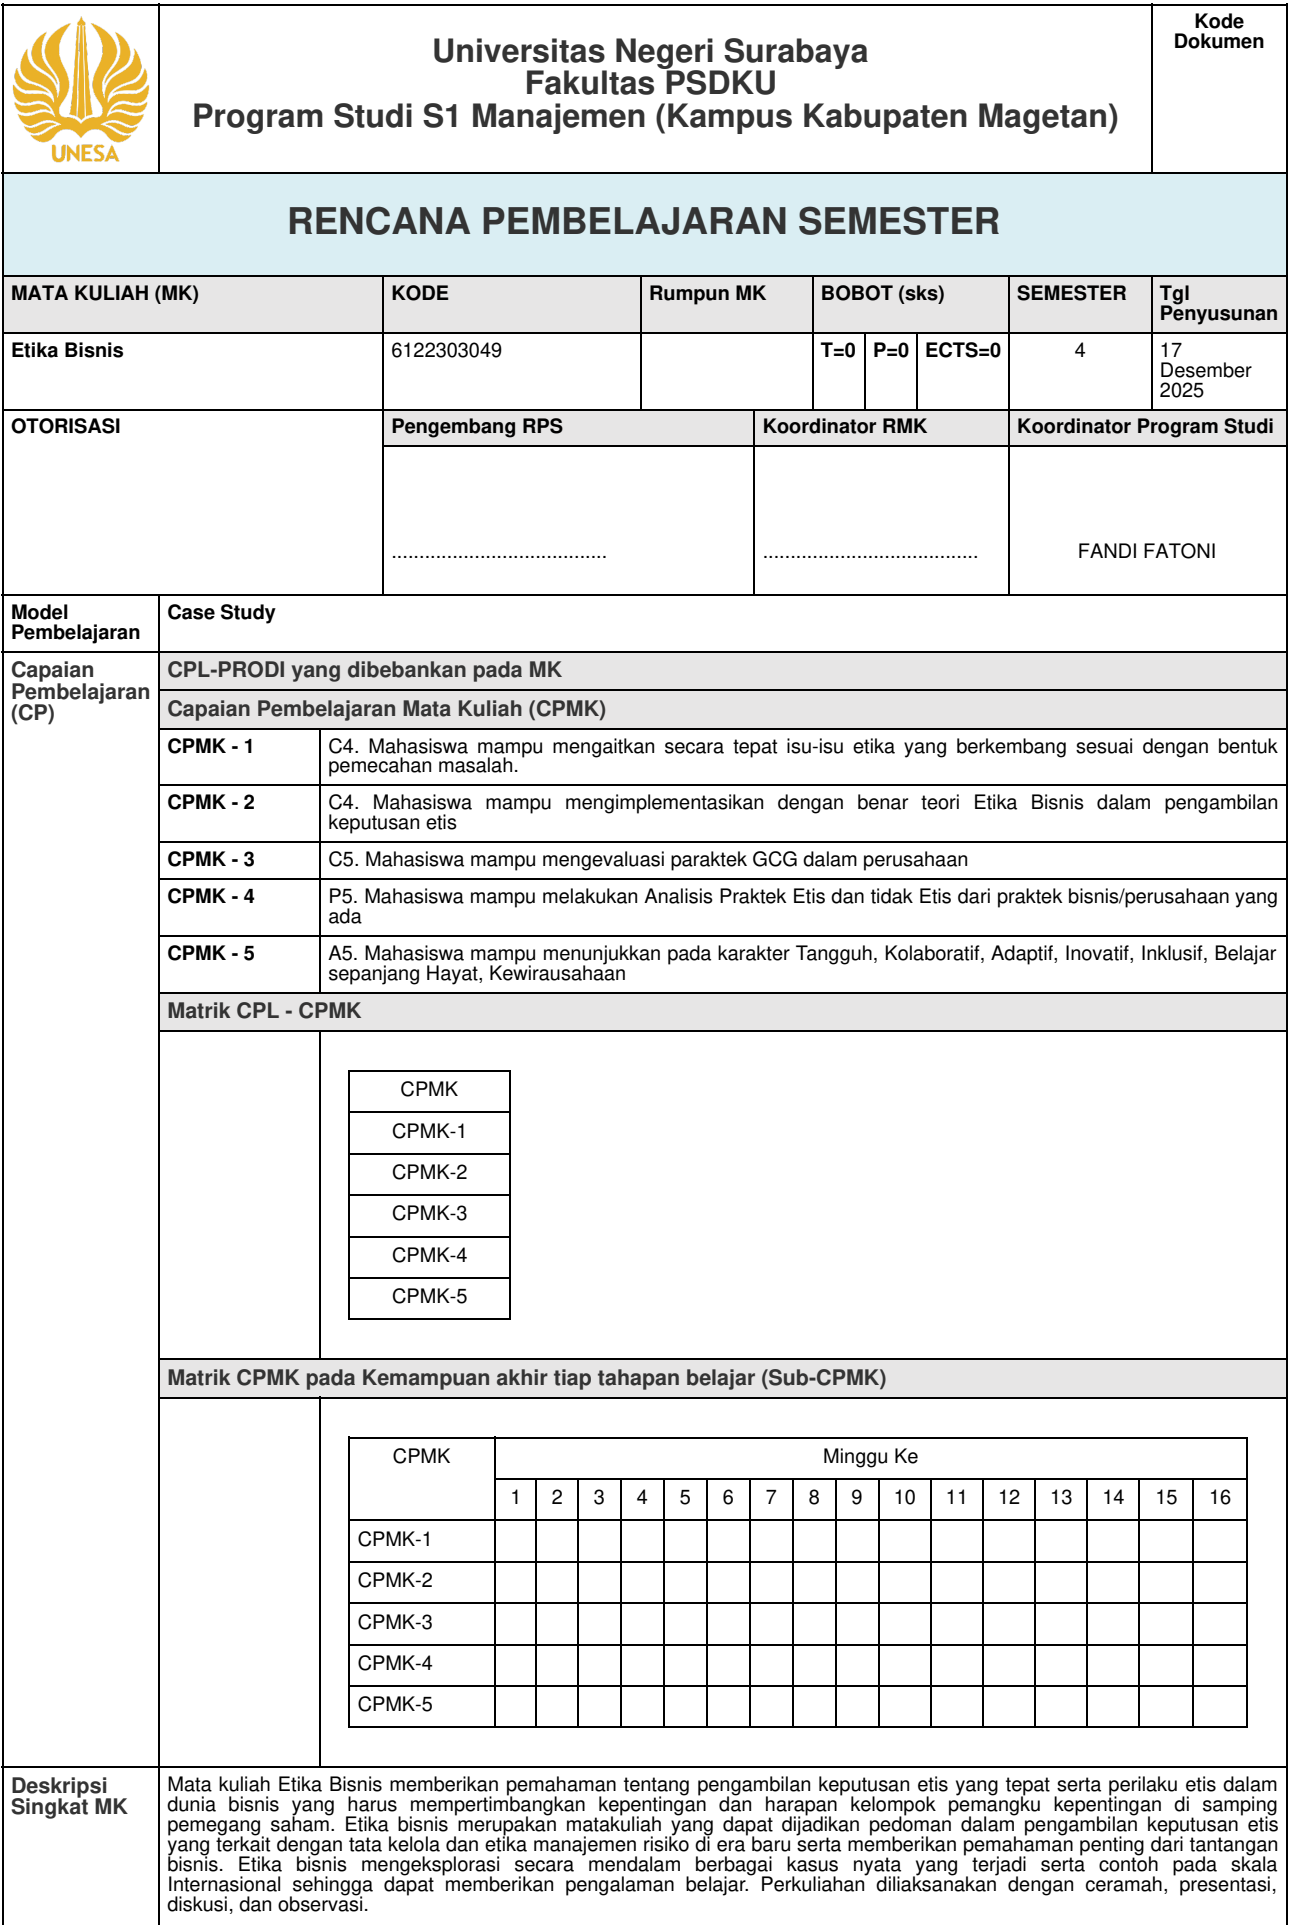 UNESA
Universitas Negeri Surabaya
Fakultas PSDKU
Program Studi S1 Manajemen (Kampus Kabupaten Magetan)
Kode
Dokumen
RENCANA PEMBELAJARAN SEMESTER
MATA KULIAH (MK) KODE Rumpun MK BOBOT (sks) SEMESTER Tgl
Penyusunan
Etika Bisnis 6122303049 T=0 P=0 ECTS=0 4 17
Desember
2025
OTORISASI Pengembang RPS Koordinator RMK Koordinator Program Studi
....................................... ....................................... FANDI FATONI
Model
Pembelajaran
Case Study
Capaian
Pembelajaran
(CP)
CPL-PRODI yang dibebankan pada MK
Capaian Pembelajaran Mata Kuliah (CPMK)
CPMK - 1 C4. Mahasiswa mampu mengaitkan secara tepat isu-isu etika yang berkembang sesuai dengan bentuk
pemecahan masalah.
CPMK - 2 C4. Mahasiswa mampu mengimplementasikan dengan benar teori Etika Bisnis dalam pengambilan
keputusan etis
CPMK - 3 C5. Mahasiswa mampu mengevaluasi paraktek GCG dalam perusahaan
CPMK - 4 P5. Mahasiswa mampu melakukan Analisis Praktek Etis dan tidak Etis dari praktek bisnis/perusahaan yang
ada
CPMK - 5 A5. Mahasiswa mampu menunjukkan pada karakter Tangguh, Kolaboratif, Adaptif, Inovatif, Inklusif, Belajar
sepanjang Hayat, Kewirausahaan
Matrik CPL - CPMK
CPMK
CPMK-1
CPMK-2
CPMK-3
CPMK-4
CPMK-5
Matrik CPMK pada Kemampuan akhir tiap tahapan belajar (Sub-CPMK)
CPMK Minggu Ke
1 2 3 4 5 6 7 8 9 10 11 12 13 14 15 16
CPMK-1
CPMK-2
CPMK-3
CPMK-4
CPMK-5
Deskripsi
Singkat MK
Mata kuliah Etika Bisnis memberikan pemahaman tentang pengambilan keputusan etis yang tepat serta perilaku etis dalam
dunia bisnis yang harus mempertimbangkan kepentingan dan harapan kelompok pemangku kepentingan di samping
pemegang saham. Etika bisnis merupakan matakuliah yang dapat dijadikan pedoman dalam pengambilan keputusan etis
yang terkait dengan tata kelola dan etika manajemen risiko di era baru serta memberikan pemahaman penting dari tantangan
bisnis. Etika bisnis mengeksplorasi secara mendalam berbagai kasus nyata yang terjadi serta contoh pada skala
Internasional sehingga dapat memberikan pengalaman belajar. Perkuliahan diliaksanakan dengan ceramah, presentasi,
diskusi, dan observasi.